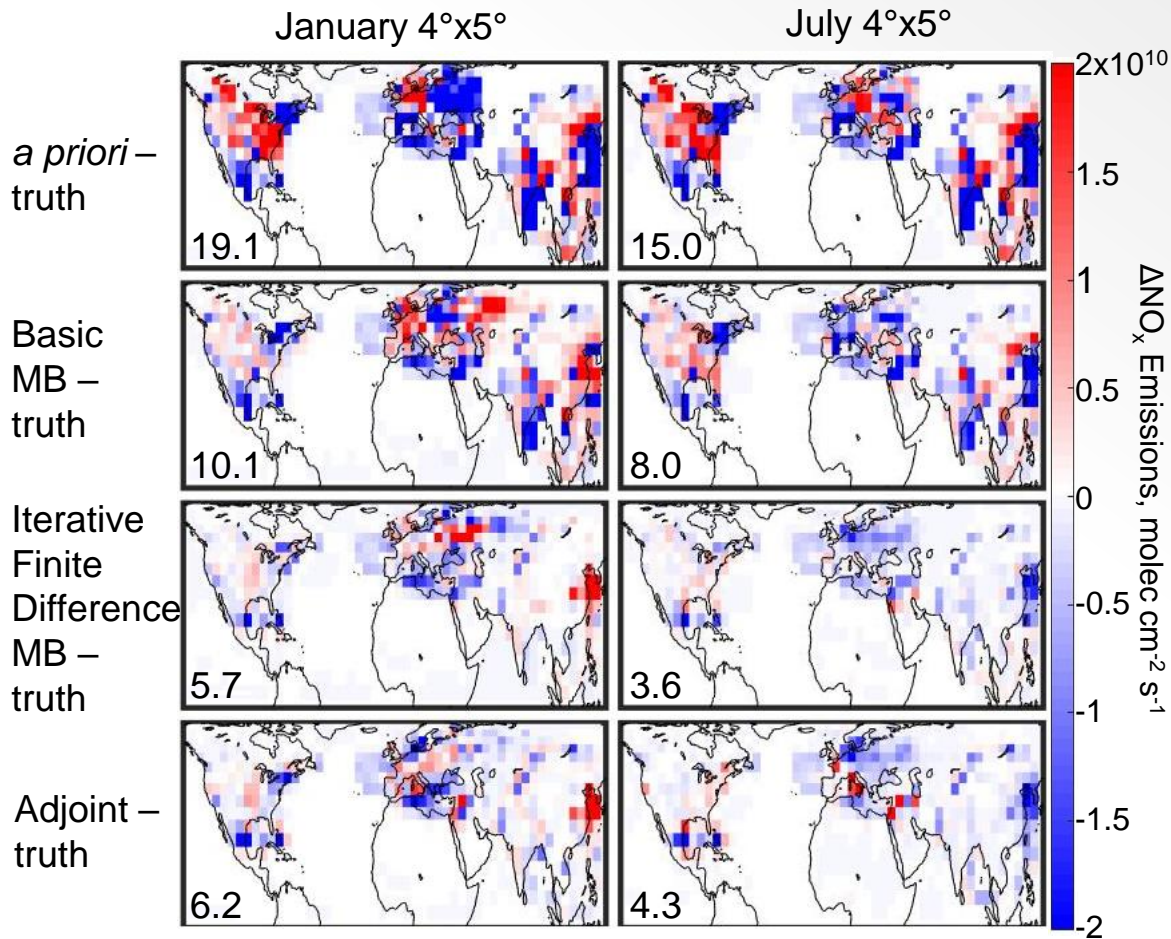 January 4°x5°
July 4°x5°
a priori –
truth
19.1
15.0
Basic
MB –
truth
10.1
8.0
Iterative
Finite
Difference
MB –
truth
5.7
3.6
Adjoint –
truth
6.2
4.3
2x10¹⁰
1.5
1
0.5
0
-0.5
-1
-1.5
-2
ΔNOₓ Emissions, molec cm⁻² s⁻¹